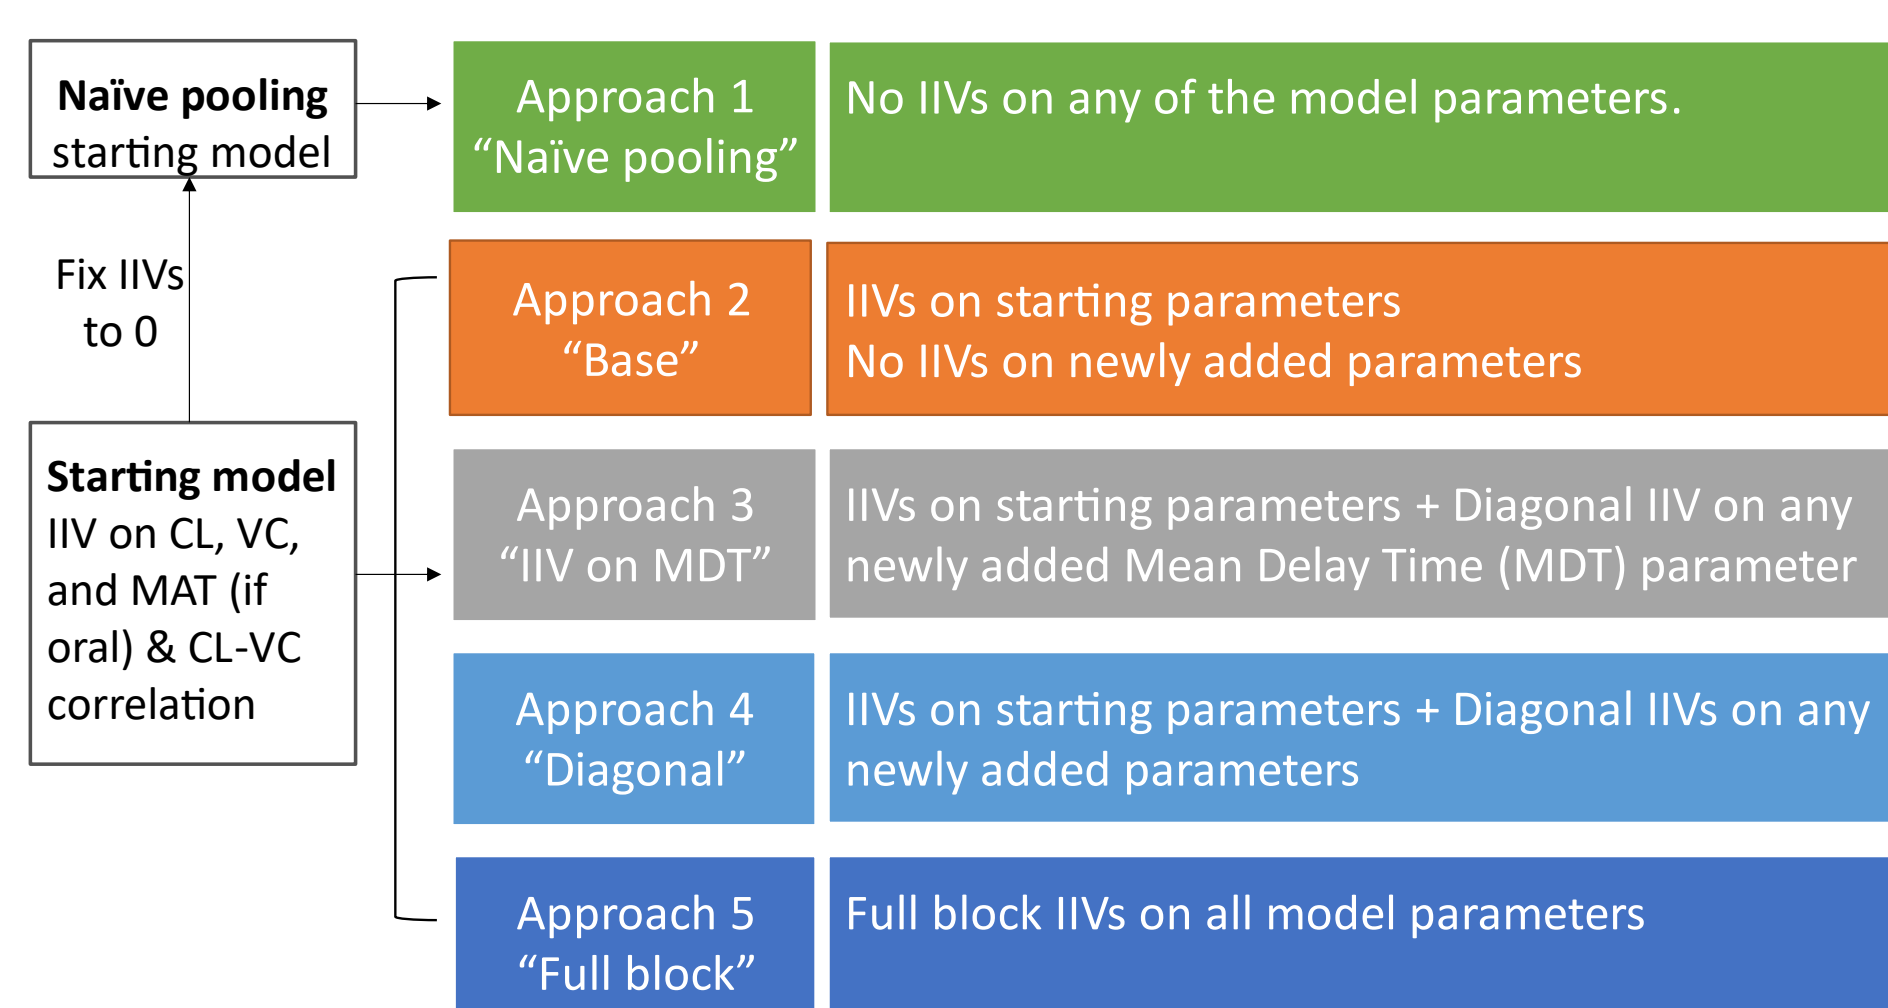 Naïve pooling
starting model
Fix IIVs
to 0
Starting model
IIV on CL, VC,
and MAT (if
oral) & CL-VC
correlation
Approach 1
“Naïve pooling”
No IIVs on any of the model parameters.
Approach 2
“Base”
IIVs on starting parameters
No IIVs on newly added parameters
Approach 3
“IIV on MDT”
IIVs on starting parameters + Diagonal IIV on any
newly added Mean Delay Time (MDT) parameter
Approach 4
“Diagonal”
IIVs on starting parameters + Diagonal IIVs on any
newly added parameters
Approach 5
“Full block”
Full block IIVs on all model parameters